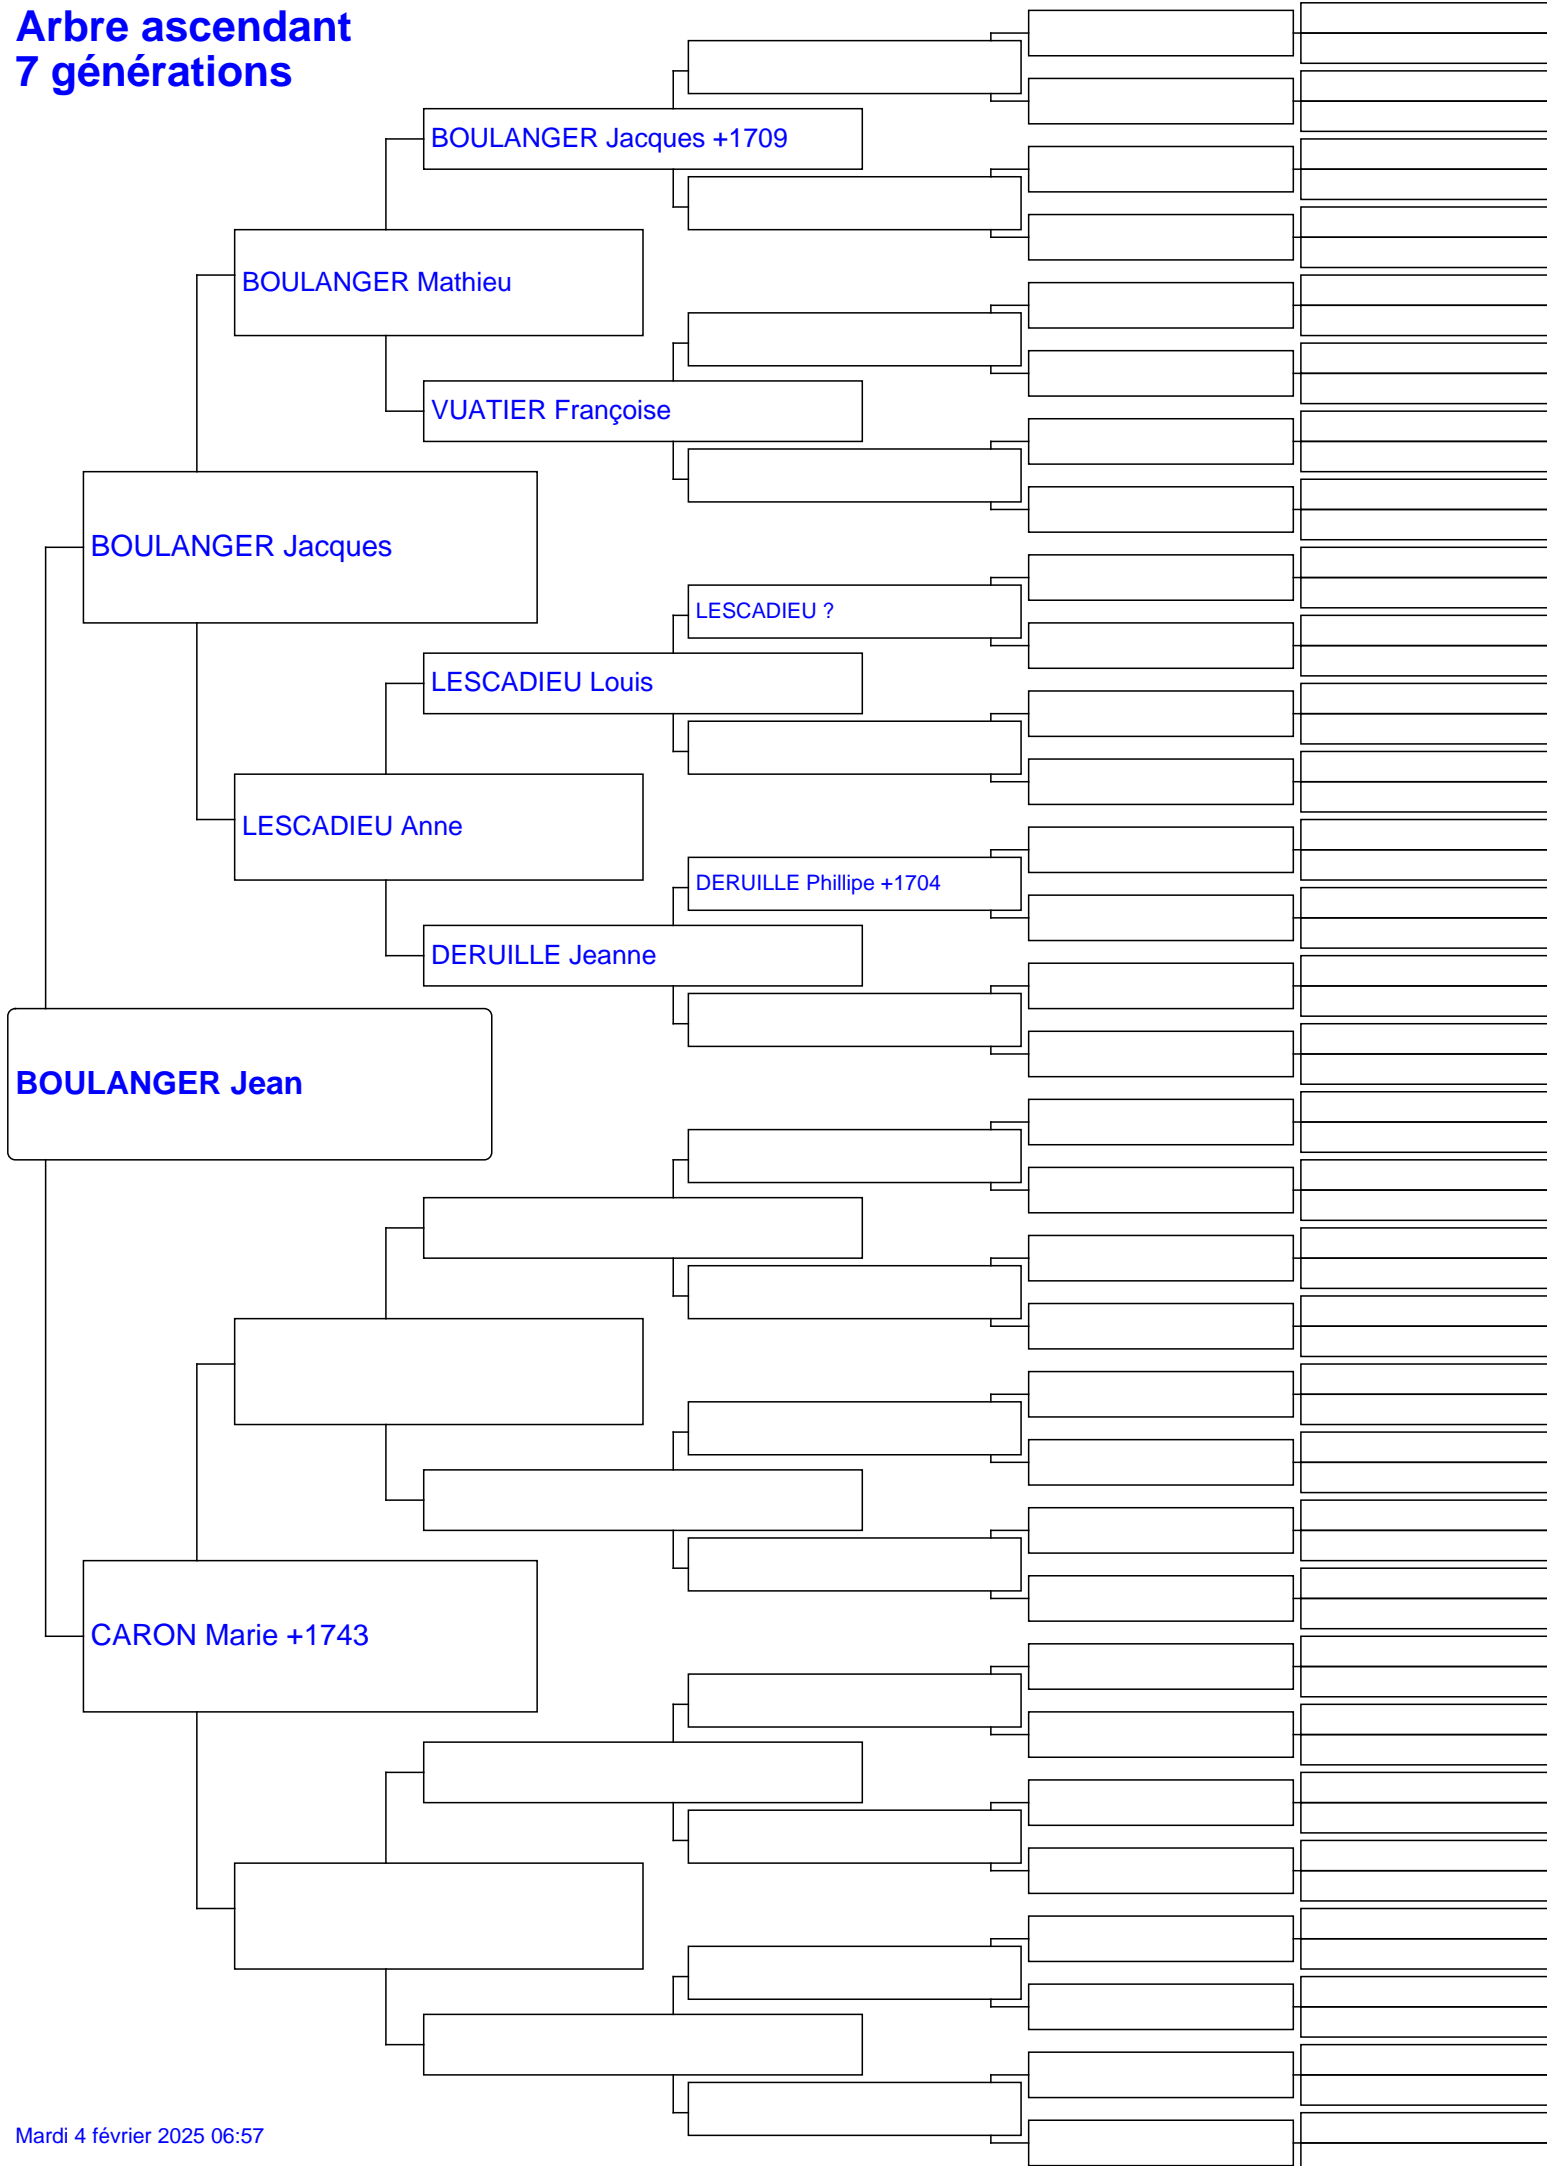 Arbre ascendant
7 générations
BOULANGER Jacques +1709
BOULANGER Mathieu
VUATIER Françoise
BOULANGER Jacques
LESCADIEU ?
LESCADIEU Louis
LESCADIEU Anne
DERUILLE Phillipe +1704
DERUILLE Jeanne
BOULANGER Jean
CARON Marie +1743
Mardi 4 février 2025 06:57